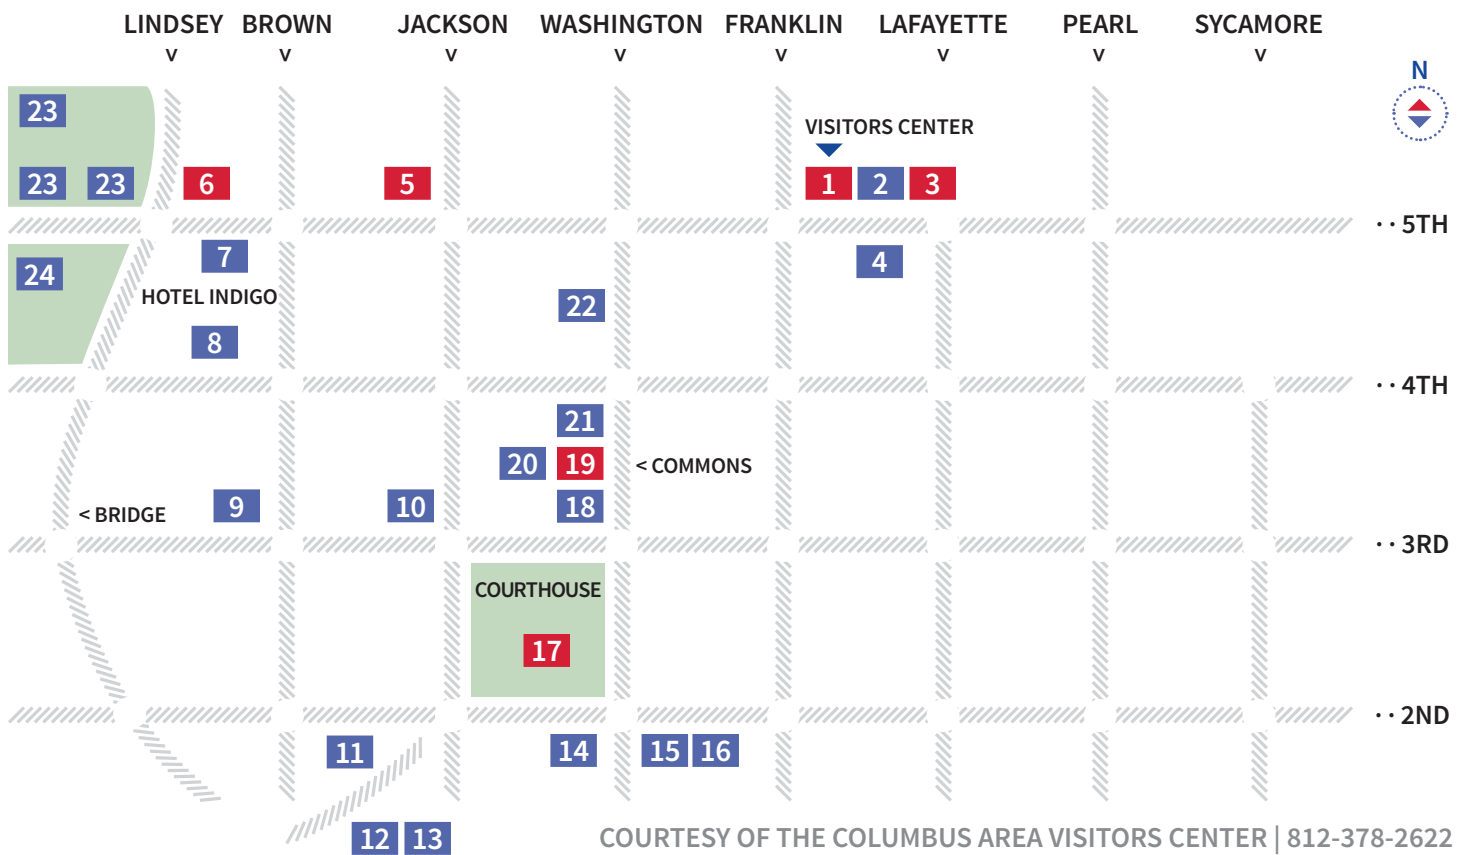 LINDSEY BROWN JACKSON WASHINGTON FRANKLIN LAFAYETTE PEARL SYCAMORE
v v v v v v v v
N
23
VISITORS CENTER
23 23 6 5 1 2 3
·· 5TH
7 4
24
HOTEL INDIGO 22
8
·· 4TH
21
20 19 < COMMONS
9 10 18
< BRIDGE
·· 3RD
COURTHOUSE
17
·· 2ND
11 14 15 16
12 13 COURTESY OF THE COLUMBUS AREA VISITORS CENTER | 812-378-2622